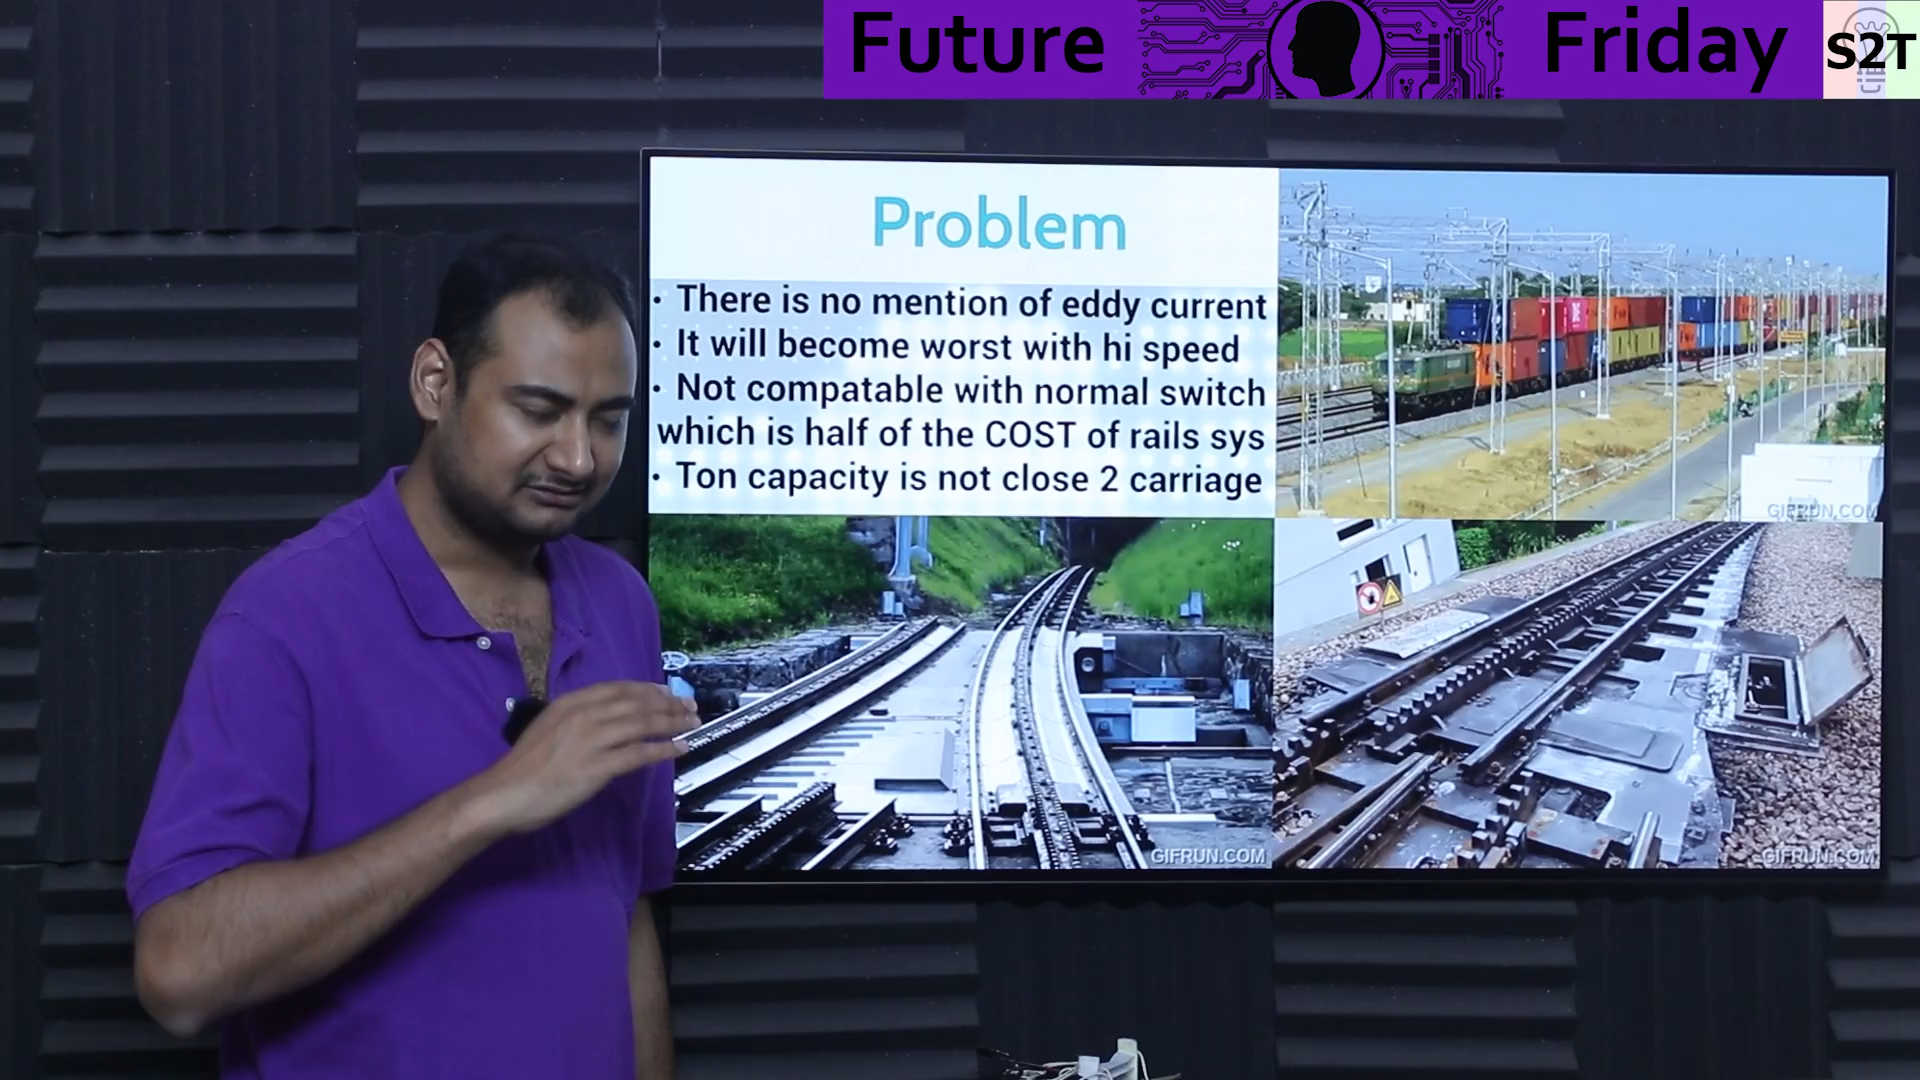 Future Friday S2T
Problem
• There is no mention of eddy current
• It will become worst with hi speed
• Not compatable with normal switch
which is half of the COST of rails sys
• Ton capacity is not close 2 carriage
GIFRUN.COM
GIFRUN.COM
GIFRUN.COM